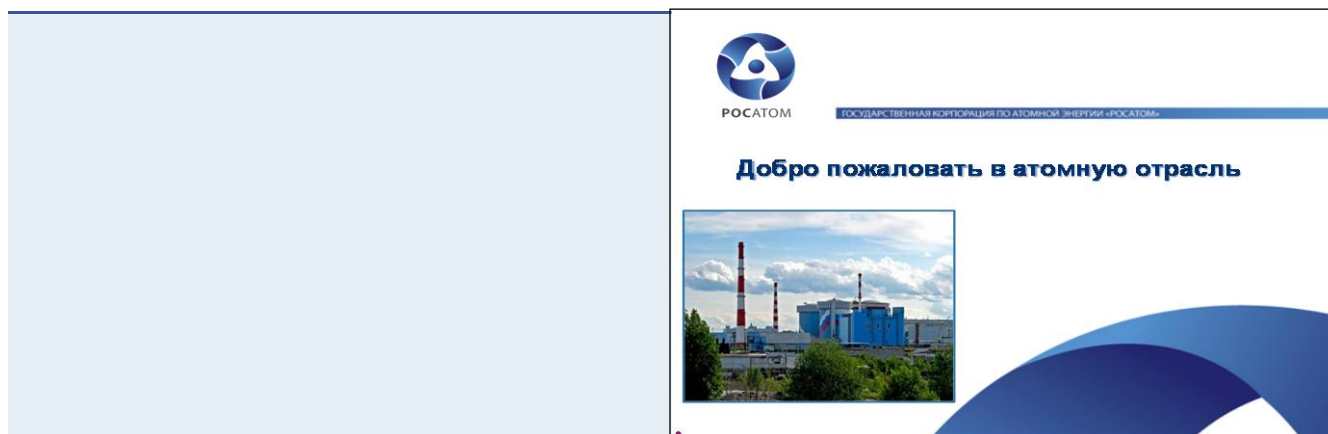 РОСАТОМ
ГОСУДАРСТВЕННАЯ КОРПОРАЦИЯ ПО АТОМНОЙ ЭНЕРГИИ «РОСАТОМ»
Добро пожаловать в атомную отрасль